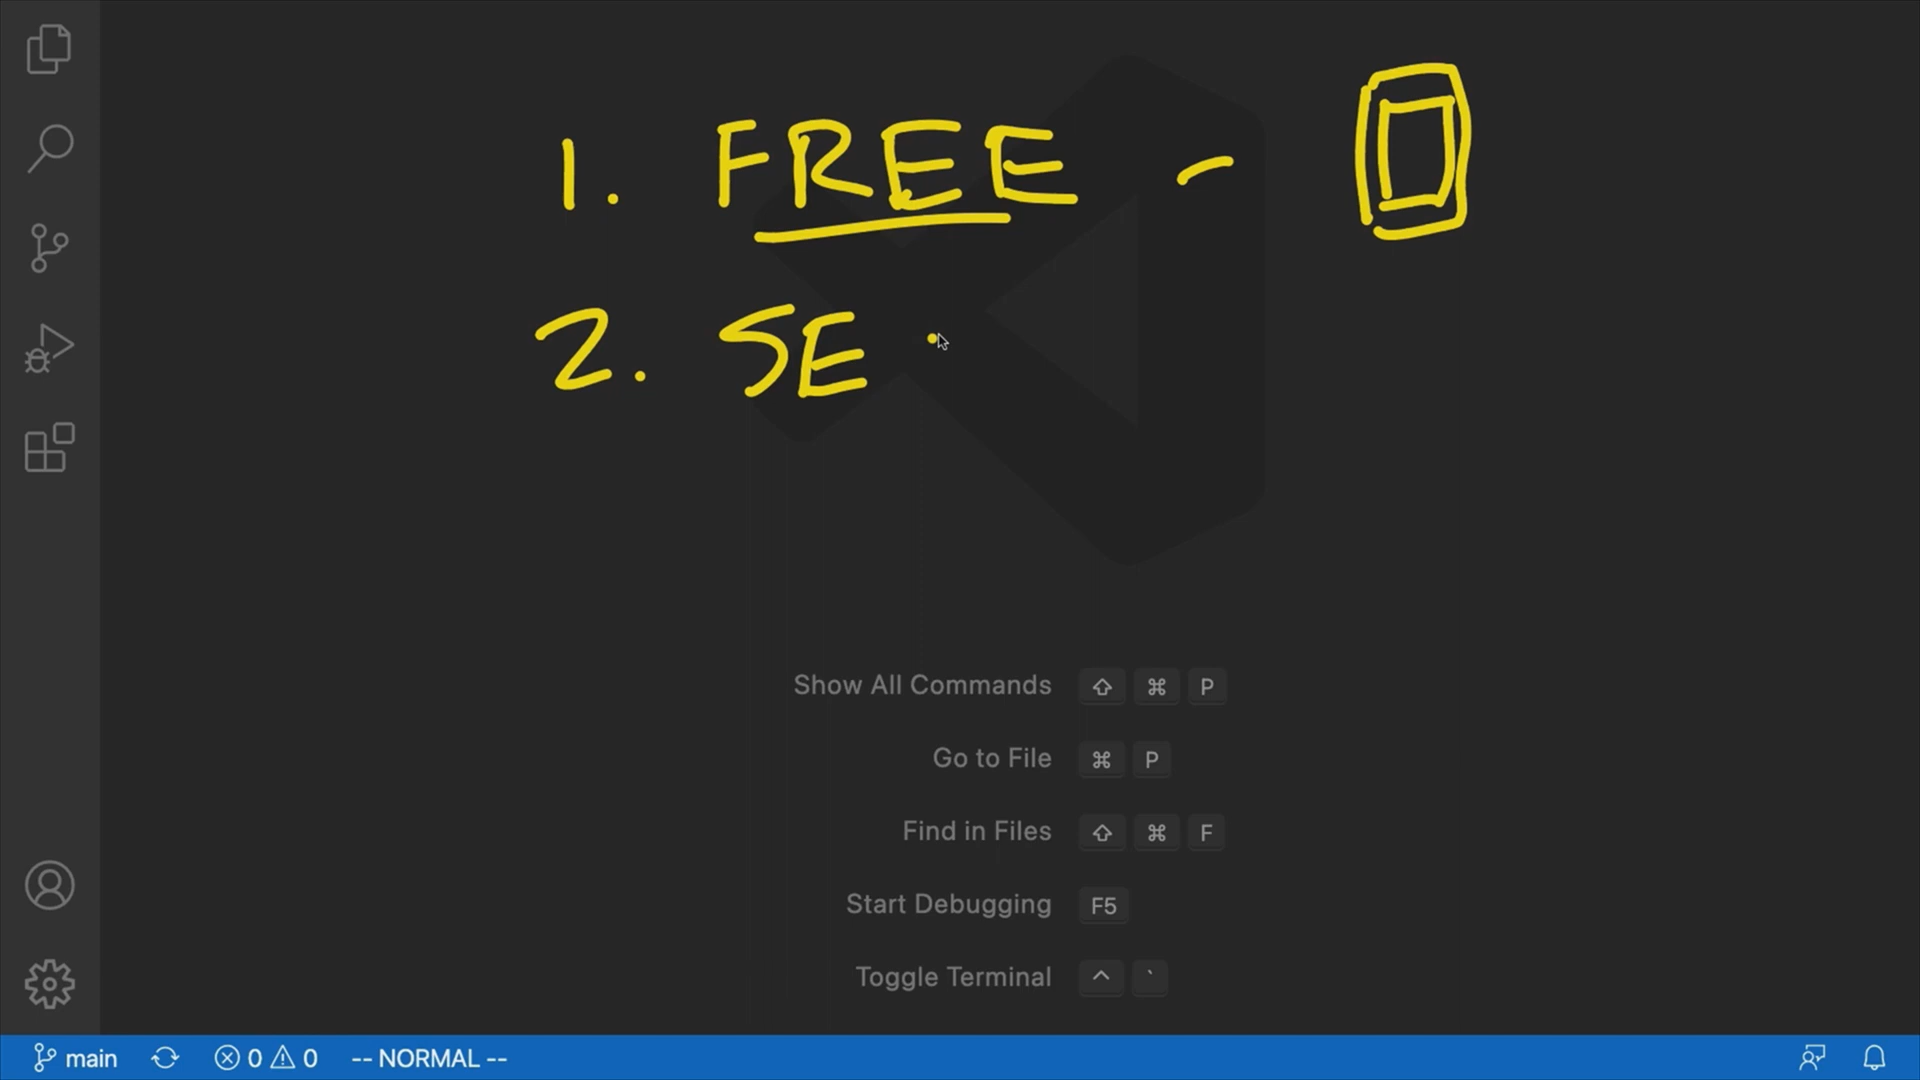 1. FREE -
2. SE
Show All Commands ⇧ ⌘ P
Go to File ⌘ P
Find in Files ⇧ ⌘ F
Start Debugging F5
Toggle Terminal ^ `
main 0 0 -- NORMAL --